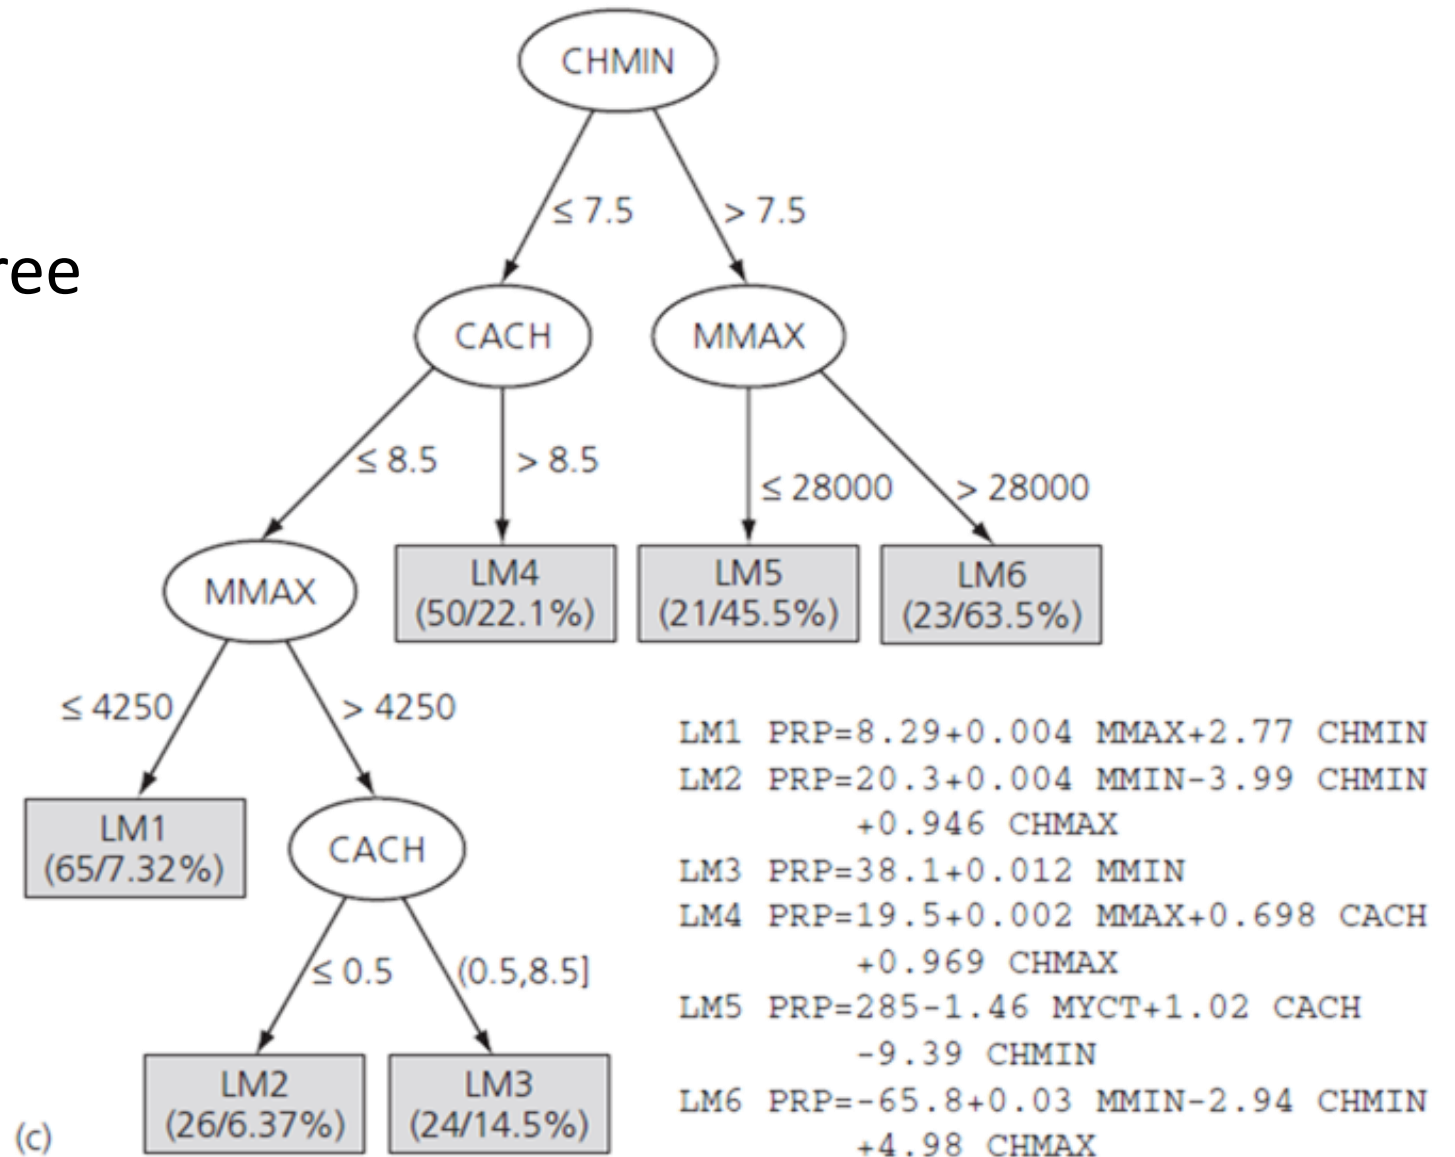 CHMIN
≤ 7.5
> 7.5
ree
CACH
MMAX
≤ 8.5
> 8.5
≤ 28000
> 28000
MMAX
LM4
(50/22.1%)
LM5
(21/45.5%)
LM6
(23/63.5%)
≤ 4250
> 4250
LM1
(65/7.32%)
CACH
≤ 0.5
(0.5,8.5]
LM2
(26/6.37%)
LM3
(24/14.5%)
(c)
LM1 PRP=8.29+0.004 MMAX+2.77 CHMIN
LM2 PRP=20.3+0.004 MMIN-3.99 CHMIN
+0.946 CHMAX
LM3 PRP=38.1+0.012 MMIN
LM4 PRP=19.5+0.002 MMAX+0.698 CACH
+0.969 CHMAX
LM5 PRP=285-1.46 MYCT+1.02 CACH
-9.39 CHMIN
LM6 PRP=-65.8+0.03 MMIN-2.94 CHMIN
+4.98 CHMAX